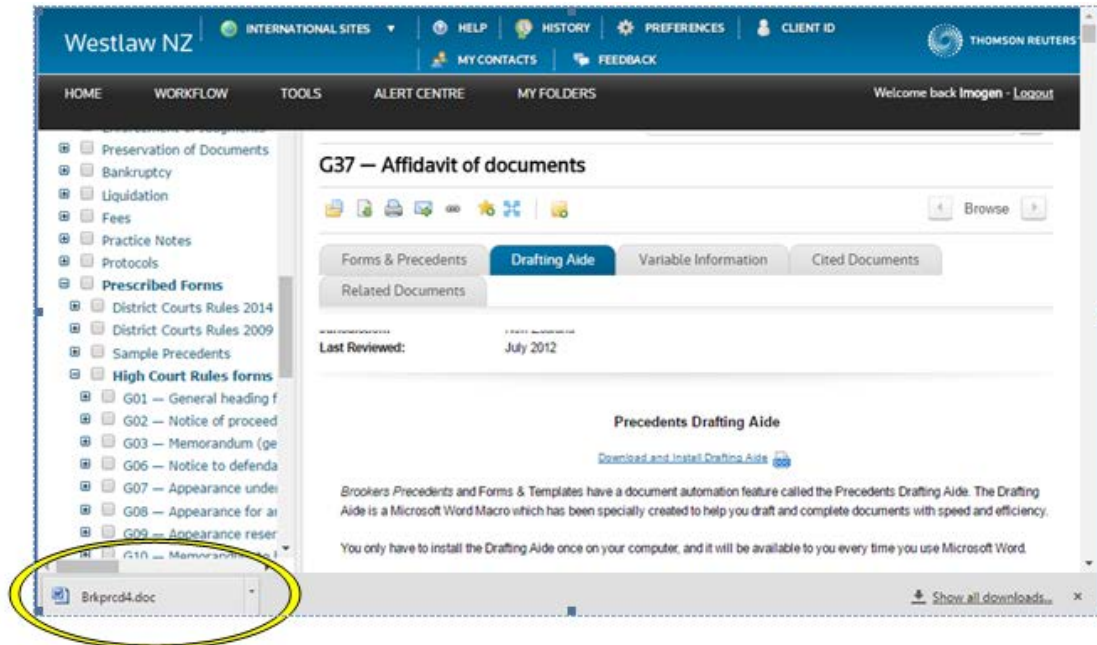 Westlaw NZ
INTERNATIONAL SITES
HELP
HISTORY
PREFERENCES
CLIENT ID
MY CONTACTS
FEEDBACK
THOMSON REUTERS
HOME
WORKFLOW
TOOLS
ALERT CENTRE
MY FOLDERS
Welcome back Imogen - Logout
Preservation of Documents
Bankruptcy
Liquidation
Fees
Practice Notes
Protocols
Prescribed Forms
District Courts Rules 2014
District Courts Rules 2009
Sample Precedents
High Court Rules forms
G01 — General heading f
G02 — Notice of proceed
G03 — Memorandum (ge
G06 — Notice to defenda
G07 — Appearance under
G08 — Appearance for a
G09 — Appearance reser
G10 — Memorandum to
G37 — Affidavit of documents
Browse
Forms & Precedents
Drafting Aide
Variable Information
Cited Documents
Related Documents
Last Reviewed: July 2012
Precedents Drafting Aide
Download and Install Drafting Aide
Brookers Precedents and Forms & Templates have a document automation feature called the Precedents Drafting Aide. The Drafting
Aide is a Microsoft Word Macro which has been specially created to help you draft and complete documents with speed and efficiency.
You only have to install the Drafting Aide once on your computer, and it will be available to you every time you use Microsoft Word.
Brkprcd4.doc
Show all downloads...